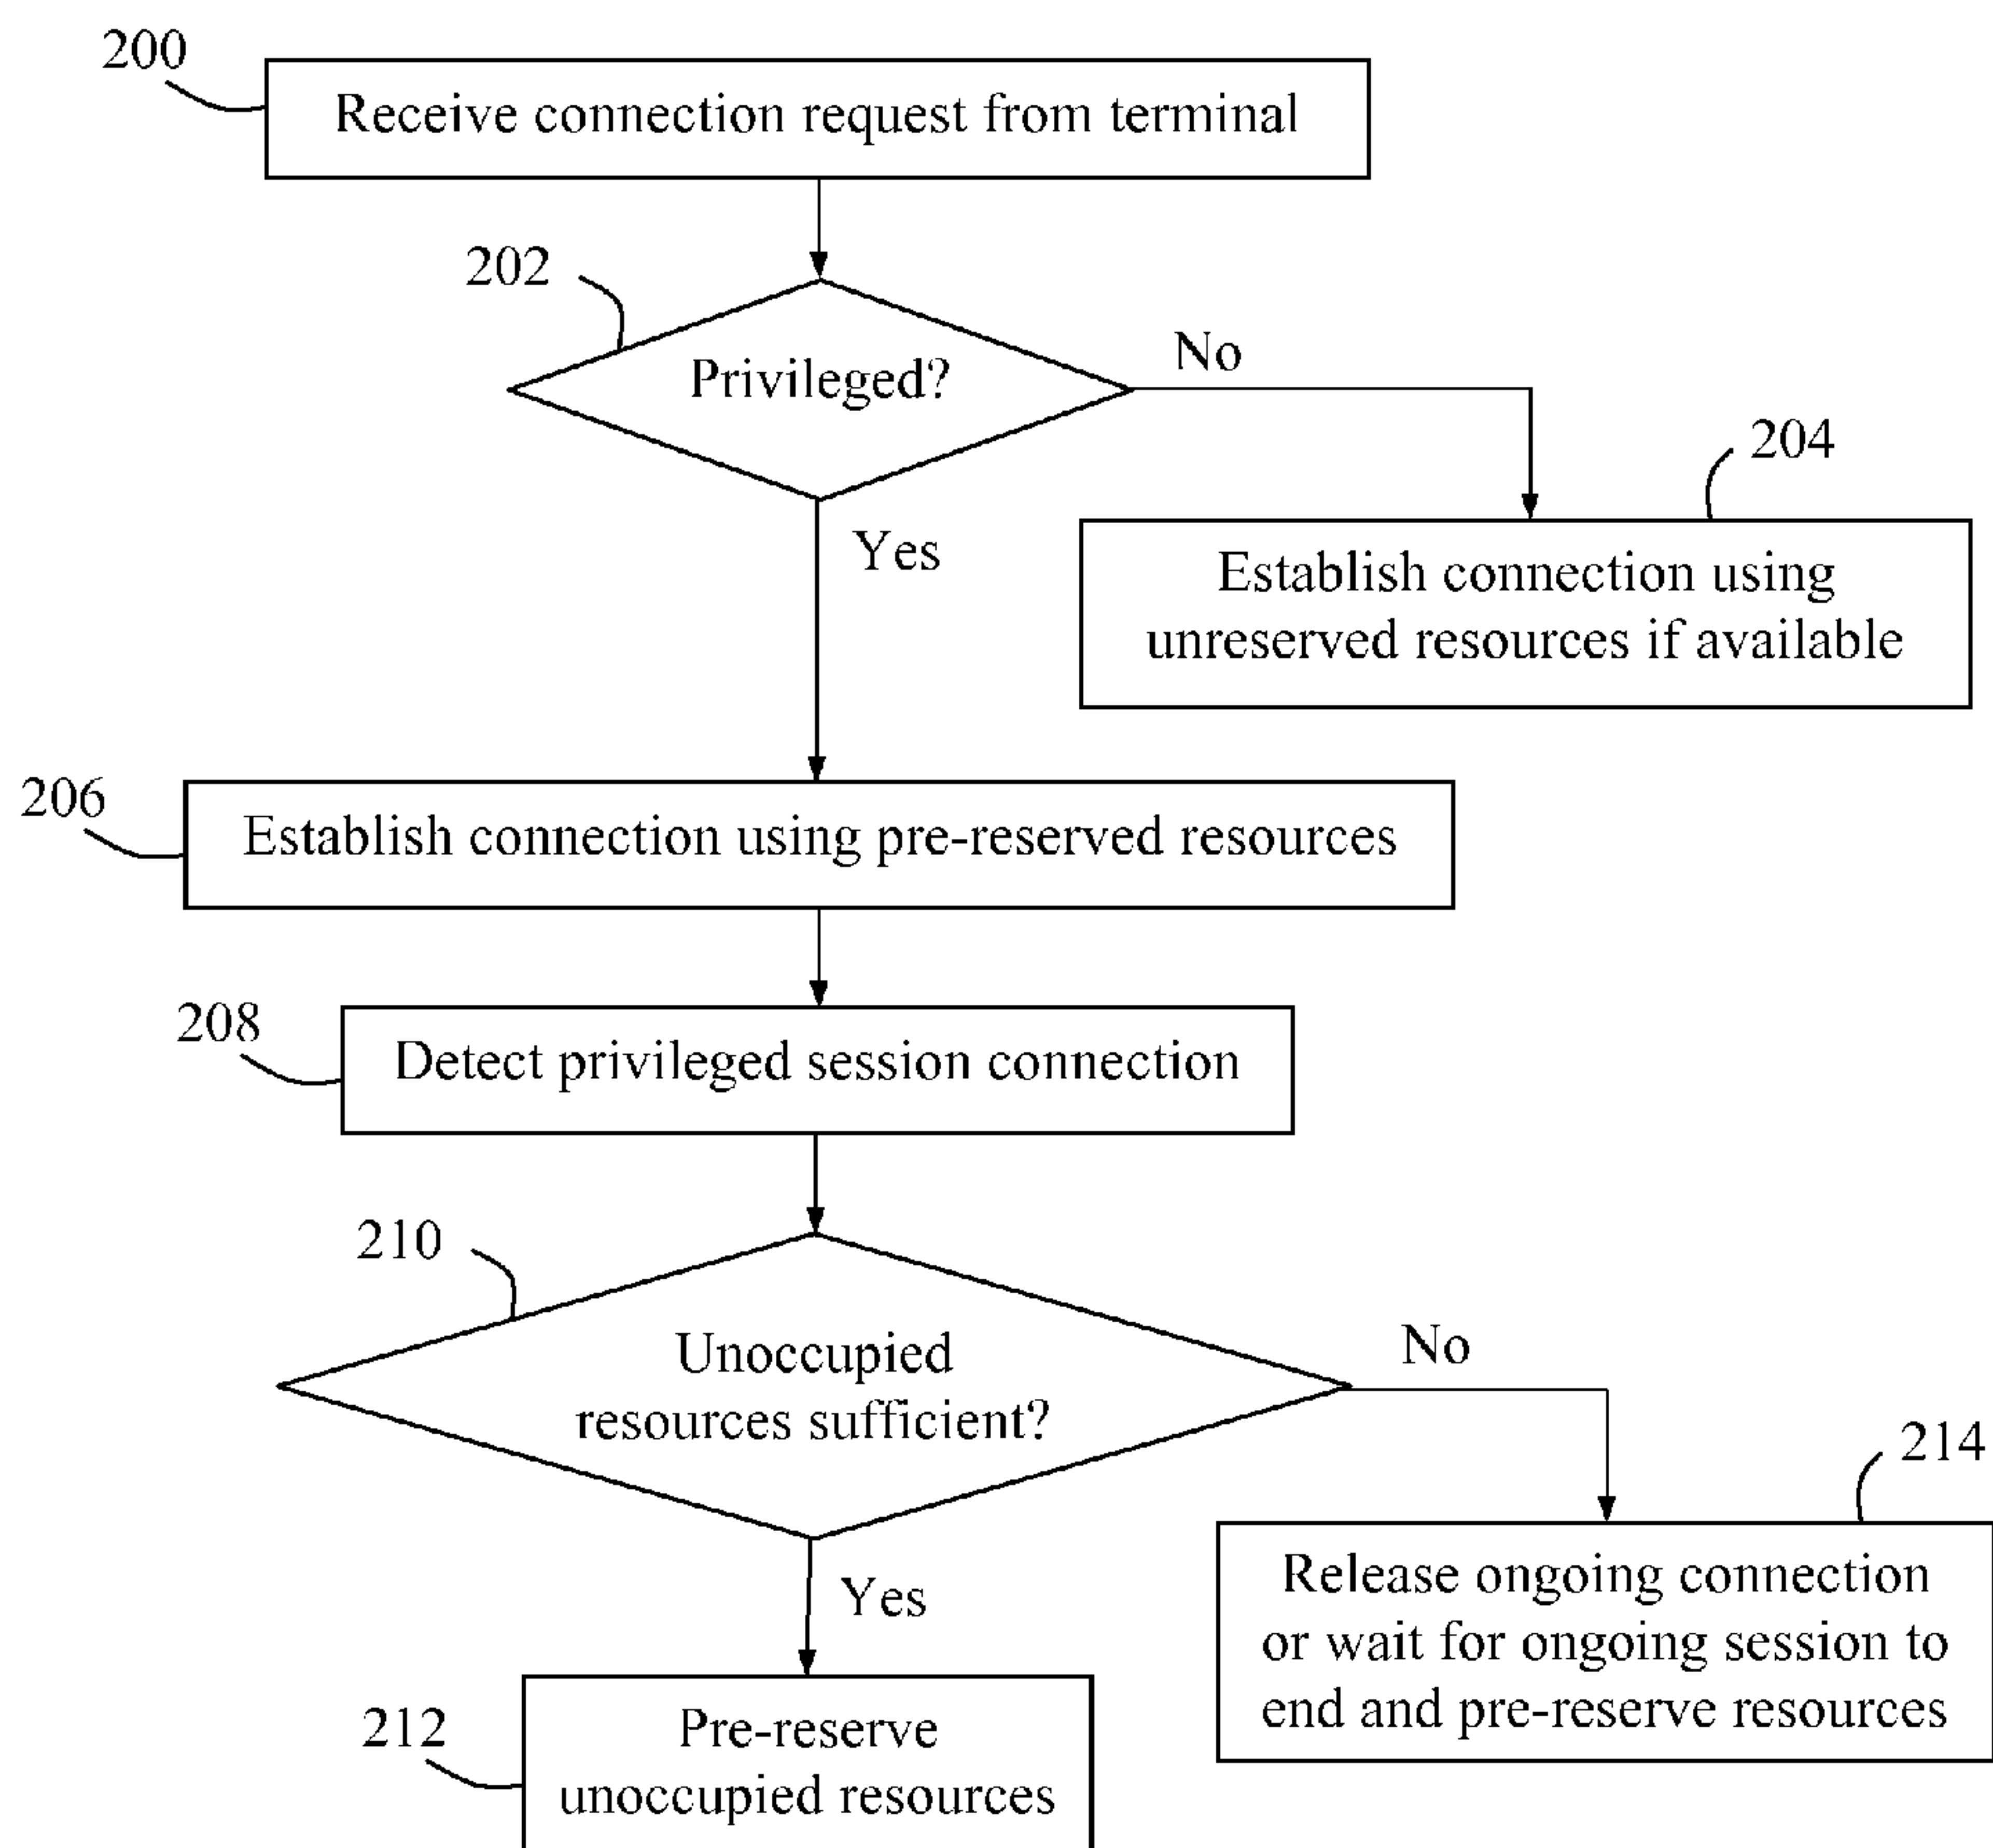 200
Receive connection request from terminal
202
Privileged?
No
204
Yes
Establish connection using
unreserved resources if available
206
Establish connection using pre-reserved resources
208
Detect privileged session connection
210
Unoccupied
resources sufficient?
No
214
Yes
Release ongoing connection
or wait for ongoing session to
end and pre-reserve resources
212
Pre-reserve
unoccupied resources